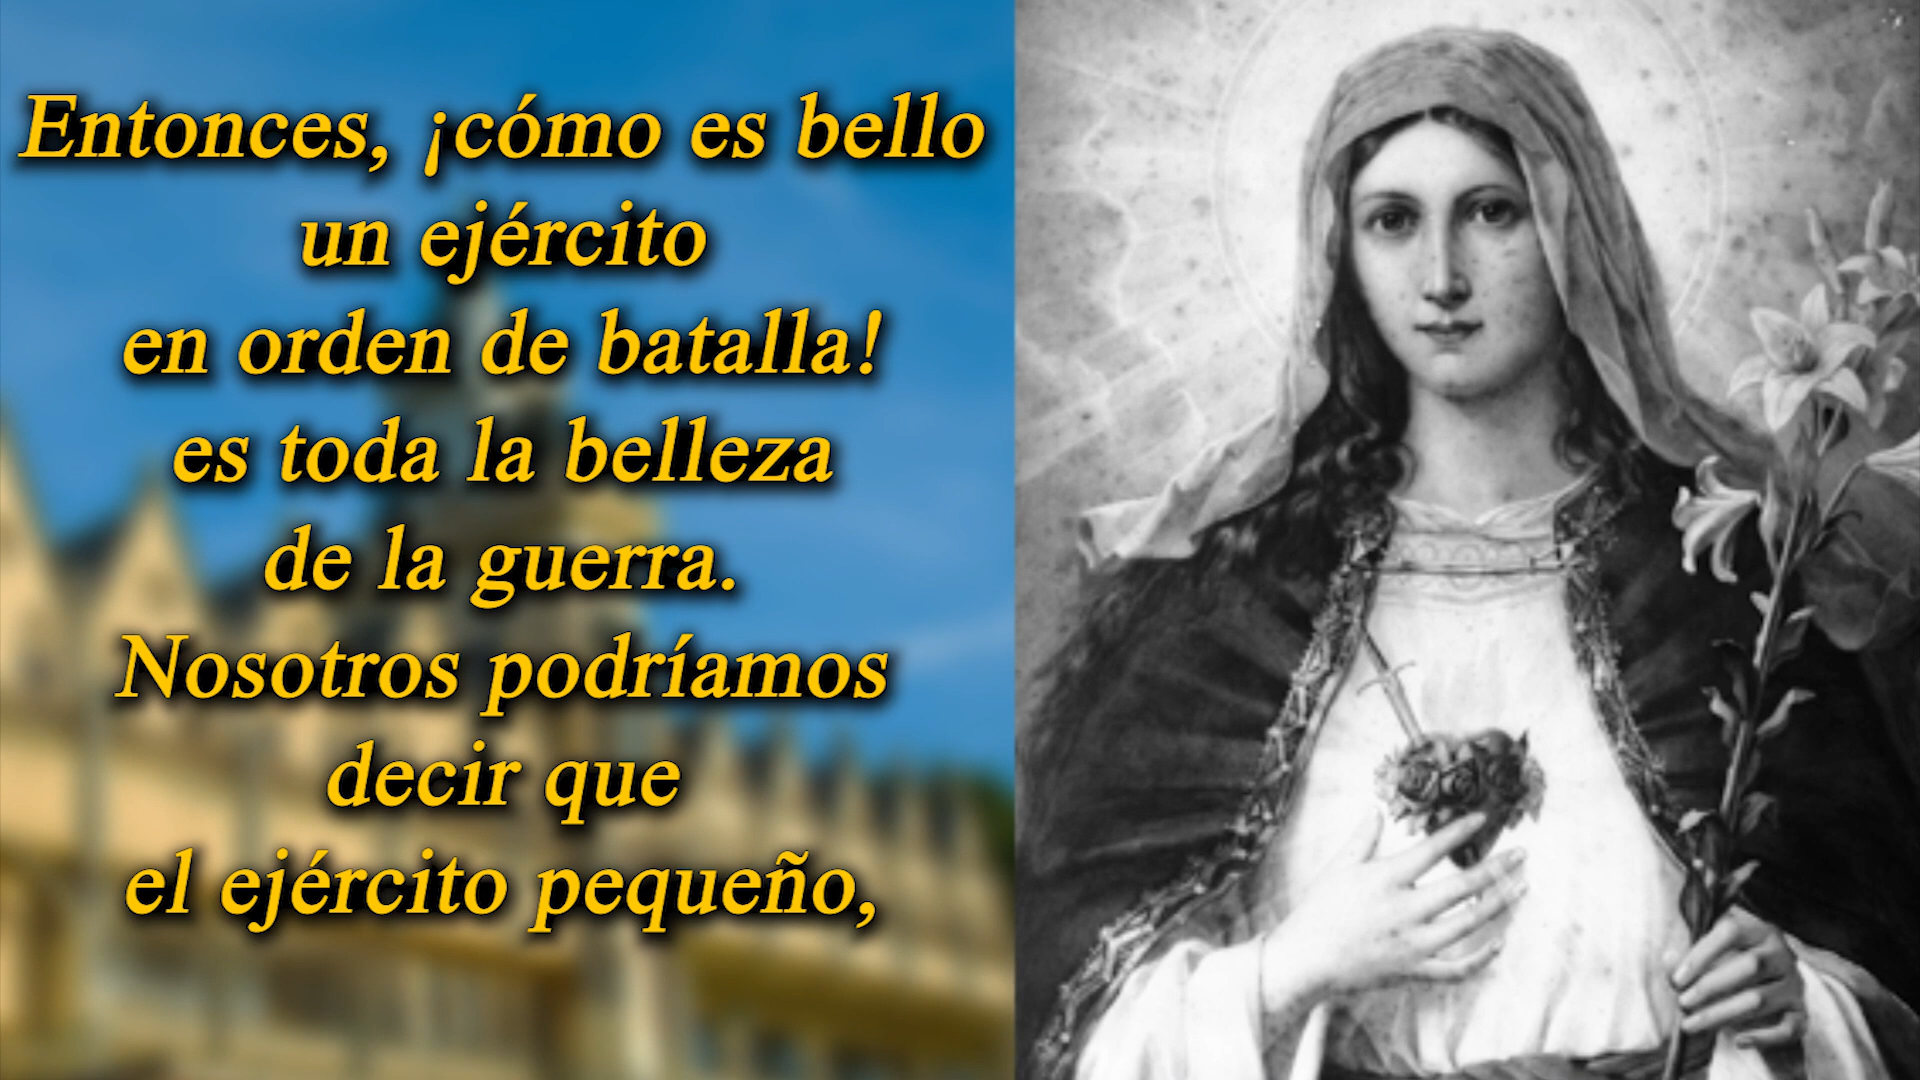 Entonces, ¡cómo es bello
un ejército
en orden de batalla!
es toda la belleza
de la guerra.
Nosotros podríamos
decir que
el ejército pequeño,